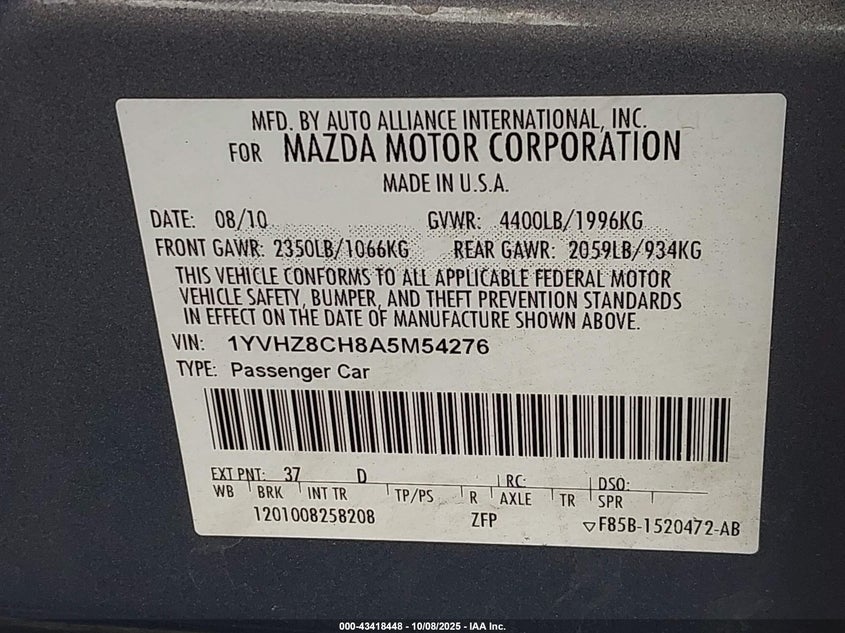 MFD. BY AUTO ALLIANCE INTERNATIONAL, INC.
FOR MAZDA MOTOR CORPORATION
MADE IN U.S.A.
DATE: 08/10 GVWR: 4400LB/1996KG
FRONT GAWR: 2350LB/1066KG REAR GAWR: 2059LB/934KG
THIS VEHICLE CONFORMS TO ALL APPLICABLE FEDERAL MOTOR
VEHICLE SAFETY, BUMPER, AND THEFT PREVENTION STANDARDS
IN EFFECT ON THE DATE OF MANUFACTURE SHOWN ABOVE.
VIN: 1YVHZ8CH8A5M54276
TYPE: Passenger Car
EXT PNT: 37 D RC: DSO:
WB BRK INT TR TP/PS R AXLE TR SPR
1201008258208 ZFP ▽F85B-1520472-AB
000-43418448 - 10/08/2025 - IAA Inc.